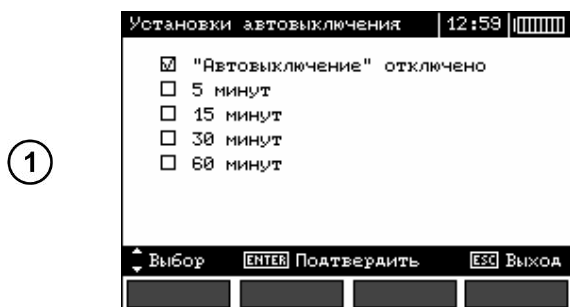 Установки автовыключения 12:59
"Автовыключение" отключено
5 минут
15 минут
30 минут
60 минут
1
Выбор ENTER Подтвердить ESC Выход